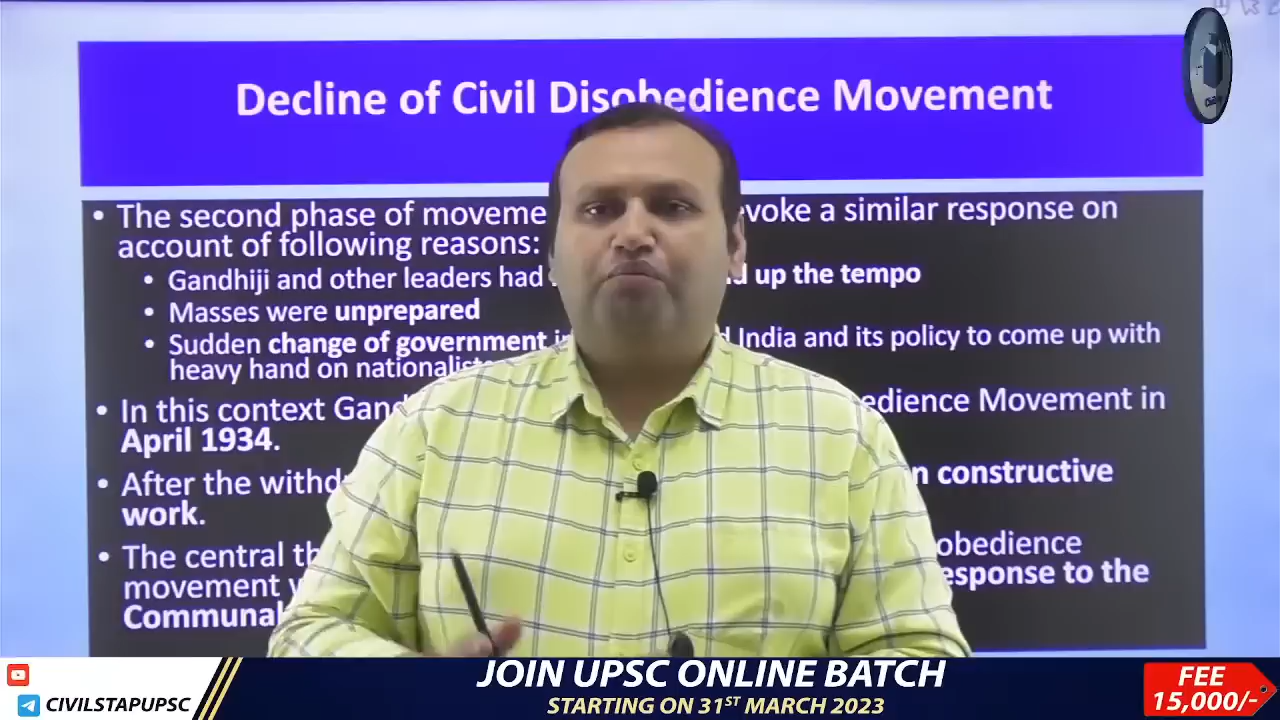 Decline of Civil Disobedience Movement
• The second phase of moveme evoke a similar response on
account of following reasons:
• Gandhiji and other leaders had d up the tempo
• Masses were unprepared
• Sudden change of government in India and its policy to come up with
heavy hand on nationalists
• In this context Gand edience Movement in
April 1934.
• After the withd n constructive
work.
• The central th obedience
movement esponse to the
Communal
JOIN UPSC ONLINE BATCH
STARTING ON 31ST MARCH 2023
CIVILSTAPUPSC
FEE
15,000/-